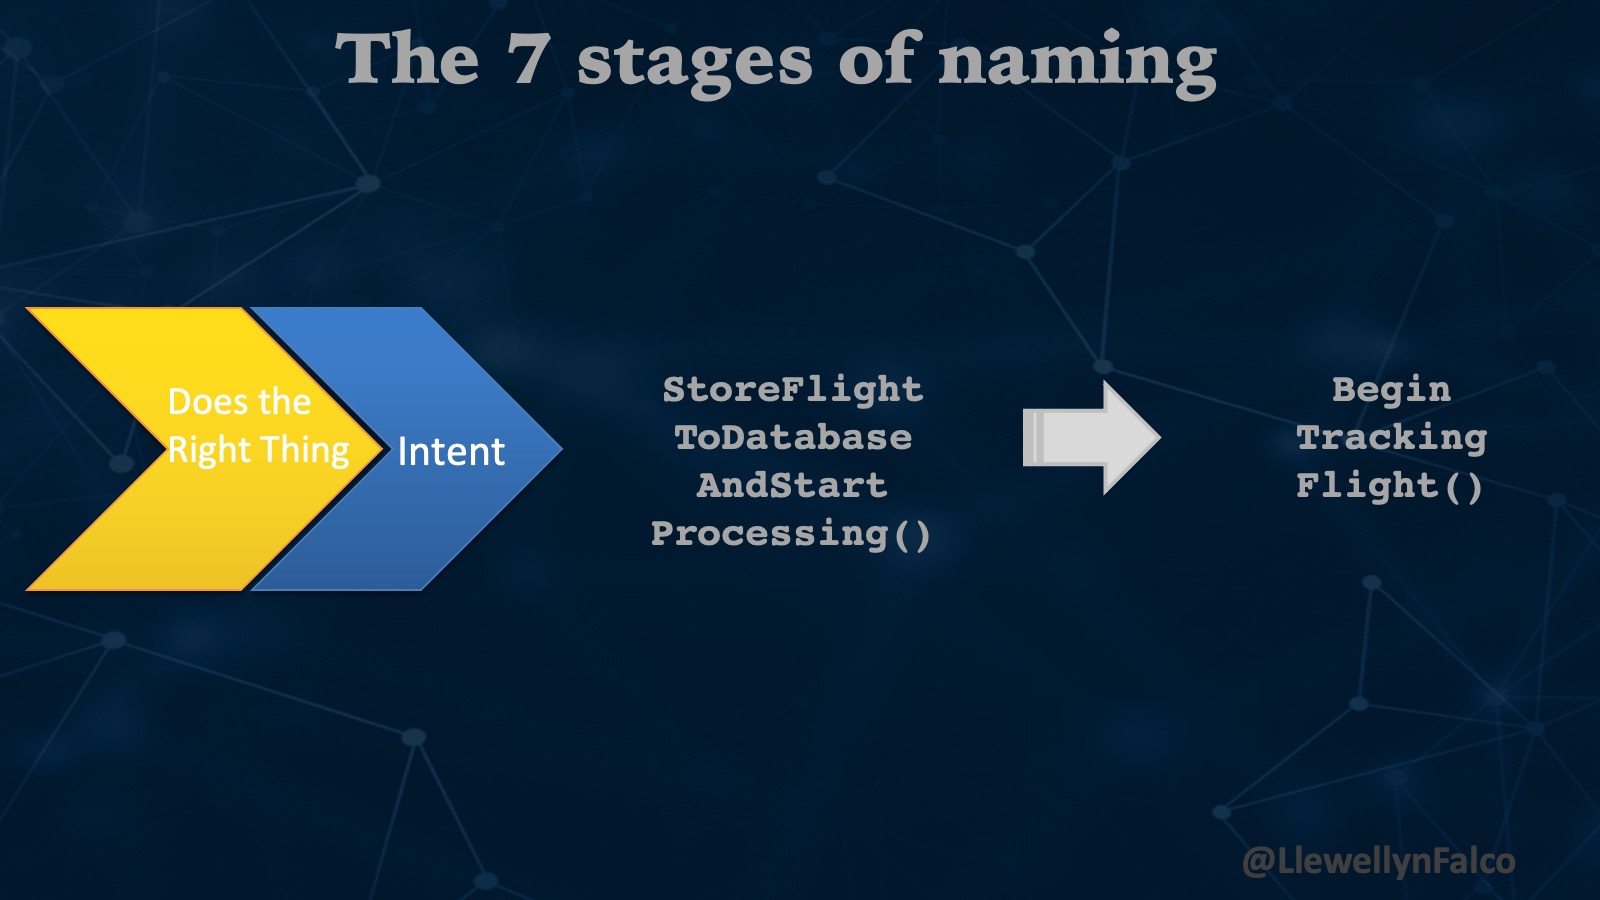 The 7 stages of naming
Does the
Right Thing
Intent
StoreFlight
ToDatabase
AndStart
Processing()
Begin
Tracking
Flight()
@LlewellynFalco